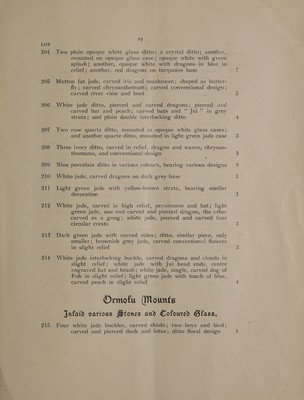 19
LOT
204 Two plain opaque white glass ditto; a crystal ditto; another,
mounted on opaque glass case; opaque white with green
splash; another, opaque white with dragons in blue in
relief; another, red dragons on turquoise base 7
205 Mutton fat jade, carved iris and mushroom; shaped as butter-
fly; carved chrysanthemum; carved conventional design;
carved river view and boat 5
206 White jade ditto, pierced and carved dragons; pierced and
carved bat and peach; carved bats and " Jui " in grey
strata; and plain double interlocking ditto 4
207 Two rose quartz ditto, mounted in opaque white glass cases;
and another quartz ditto, mounted in light green jade case 3
208 Three ivory ditto, carved in relief, dragon and waves, chrysan-
themums, and conventional design 3
209 Nine porcelain ditto in various colours, bearing various designs 9
210 White jade, carved dragons on dark grey base 1
211 Light green jade with yellow-brown strata, bearing similar
decoration 1
212 White jade, carved in high relief, persimmon and bat; light
green jade, one end carved and pierced dragon, the other
carved as a gong; white jade, pierced and carved four
circular crests 3
213 Dark green jade with carved sides; ditto, similar piece, only
smaller; brownish grey jade, carved conventional flowers
in slight relief 3
214 White jade interlocking buckle, carved dragons and clouds in
slight relief; white jade with Jui head ends, centre
engraved bat and brush; white jade, single, carved dog of
Foh in slight relief; light green jade with touch of blue,
carved peach in slight relief 4
Ormolu Mounts
Inlaid various Stones and Coloured Glass.
215 Four white jade buckles, carved shishi; two boys and bird;
carved and pierced duck and lotus; ditto floral design 4